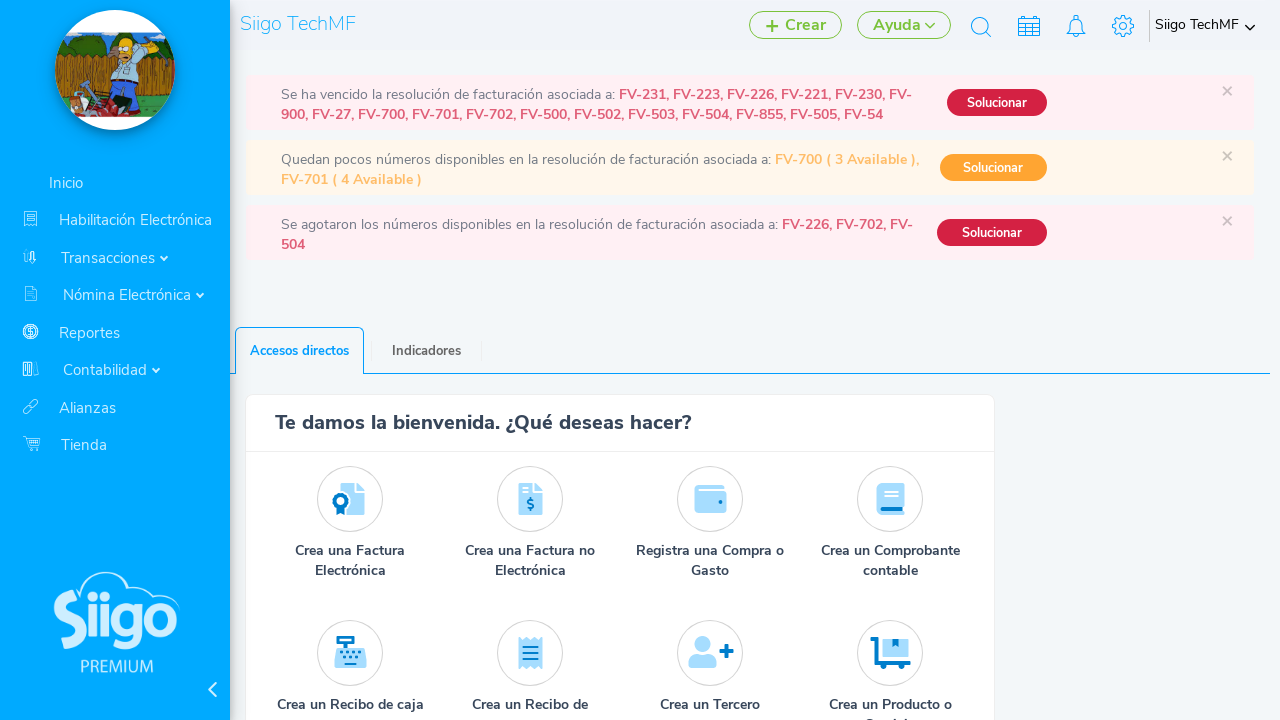 Siigo TechMF
Crear
Ayuda
Siigo TechMF
Inicio
Habilitación Electrónica
Transacciones
Nómina Electrónica
Reportes
Contabilidad
Alianzas
Tienda
Siigo
PREMIUM
Se ha vencido la resolución de facturación asociada a: FV-231, FV-223, FV-226, FV-221, FV-230, FV-
900, FV-27, FV-700, FV-701, FV-702, FV-500, FV-502, FV-503, FV-504, FV-855, FV-505, FV-54
Solucionar
Quedan pocos números disponibles en la resolución de facturación asociada a: FV-700 ( 3 Available ),
FV-701 ( 4 Available )
Solucionar
Se agotaron los números disponibles en la resolución de facturación asociada a: FV-226, FV-702, FV-
504
Solucionar
Accesos directos
Indicadores
Te damos la bienvenida. ¿Qué deseas hacer?
Crea una Factura
Electrónica
Crea una Factura no
Electrónica
Registra una Compra o
Gasto
Crea un Comprobante
contable
Crea un Recibo de caja
Crea un Recibo de
Crea un Tercero
Crea un Producto o